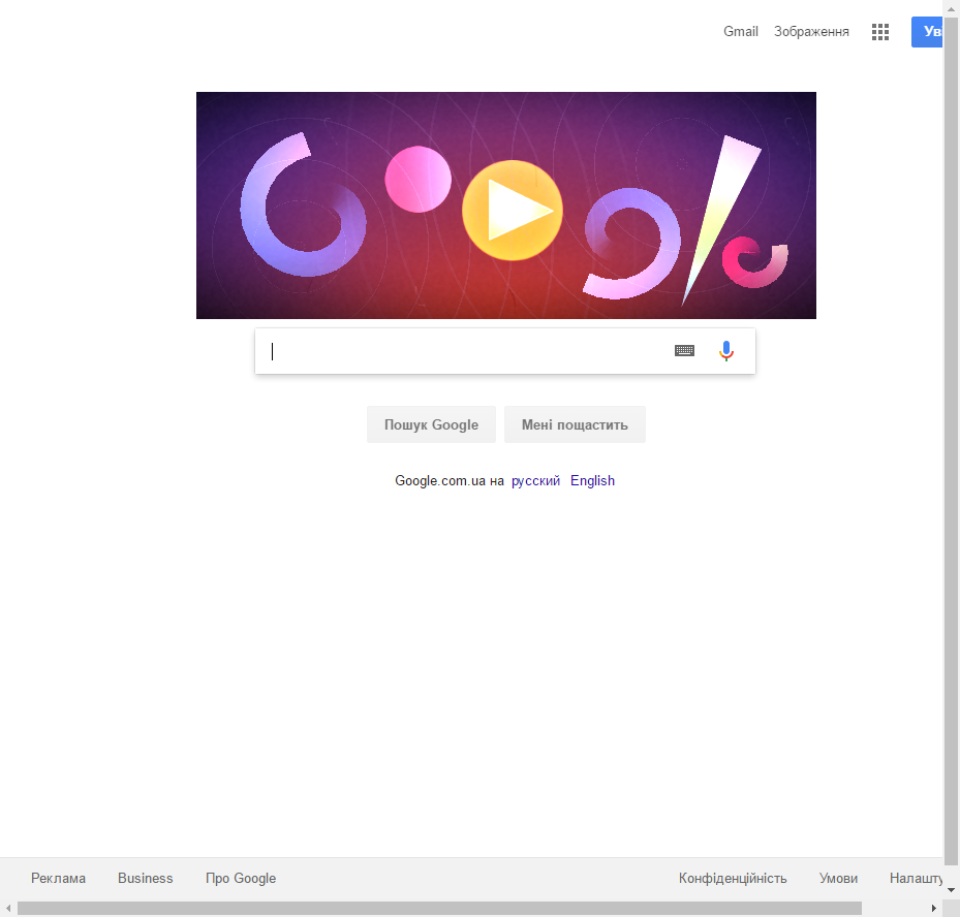 Gmail Зображення Ув
Google
Пошук Google Мені пощастить
Google.com.ua на русский English
Реклама Business Про Google Конфіденційність Умови Налашту